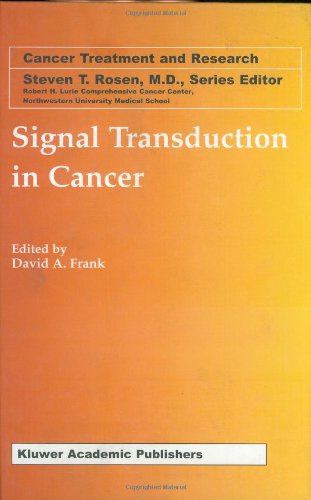 Cancer Treatment and Research
Steven T. Rosen, M.D., Series Editor
Robert H. Lurie Comprehensive Cancer Center,
Northwestern University Medical School
Signal Transduction
in Cancer
Edited by
David A. Frank
Kluwer Academic Publishers